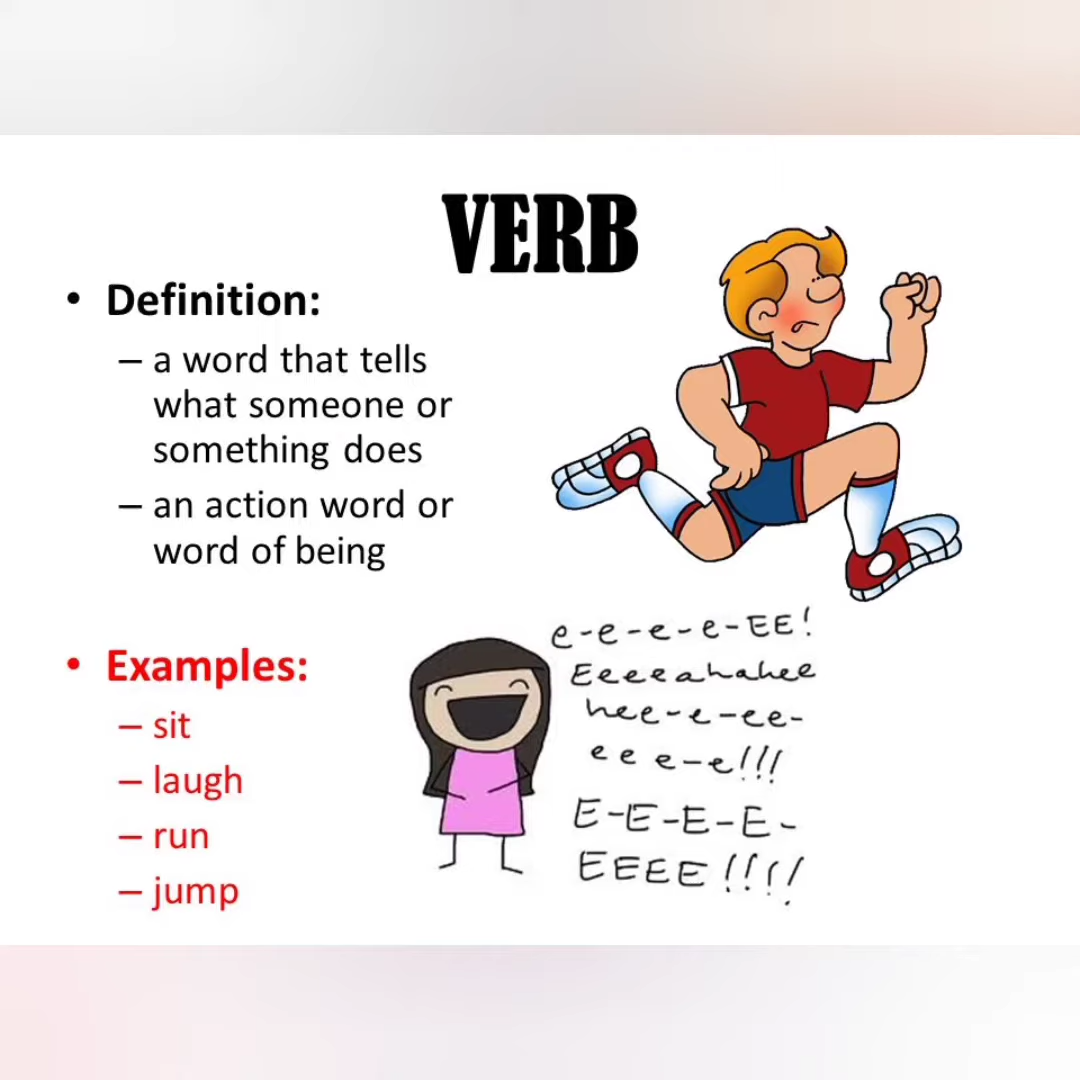 VERB
• Definition:
– a word that tells
what someone or
something does
– an action word or
word of being
• Examples:
– sit
– laugh
– run
– jump
e-e-e-e-EE!
Eeeeahahee
hee-e-ee-
ee e-e!!!
E-E-E-E-
EEEE!!!!